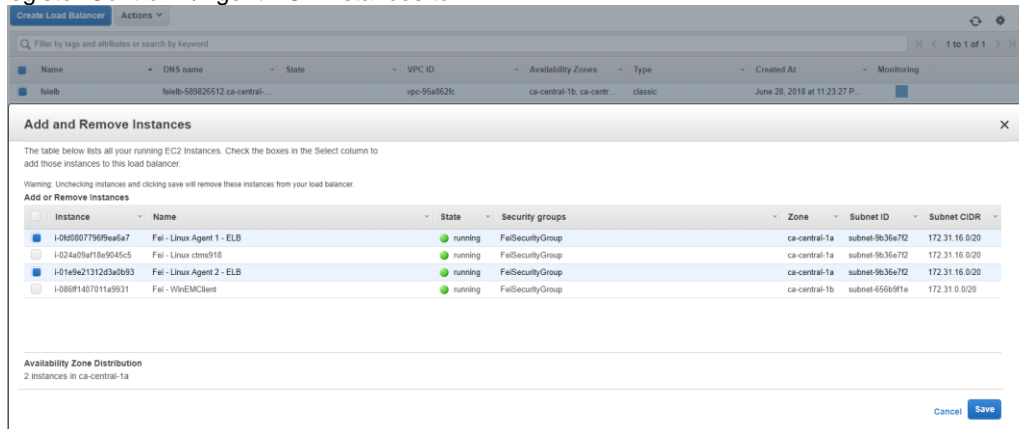 Create Load Balancer Actions
Filter by tags and attributes or search by keyword 1 to 1 of 1
Name DNS name State VPC ID Availability Zones Type Created At Monitoring
feielb feielb-589826512.ca-central-... vpc-95a862fc ca-central-1b, ca-centr... classic June 28, 2018 at 11:23:27 P...
Add and Remove Instances
The table below lists all your running EC2 Instances. Check the boxes in the Select column to
add those instances to this load balancer.
Warning: Unchecking instances and clicking save will remove these instances from your load balancer.
Add or Remove Instances
Instance Name State Security groups Zone Subnet ID Subnet CIDR
i-0fd0807796f9ea6a7 Fei - Linux Agent 1 - ELB running FeiSecurityGroup ca-central-1a subnet-9b36e7f2 172.31.16.0/20
i-024a09af18e9045c5 Fei - Linux ctms918 running FeiSecurityGroup ca-central-1a subnet-9b36e7f2 172.31.16.0/20
i-01e9e21312d3a0b93 Fei - Linux Agent 2 - ELB running FeiSecurityGroup ca-central-1a subnet-9b36e7f2 172.31.16.0/20
i-086ff1407011a9931 Fei - WinEMClient running FeiSecurityGroup ca-central-1b subnet-656b9f1e 172.31.0.0/20
Availability Zone Distribution
2 instances in ca-central-1a
Cancel Save